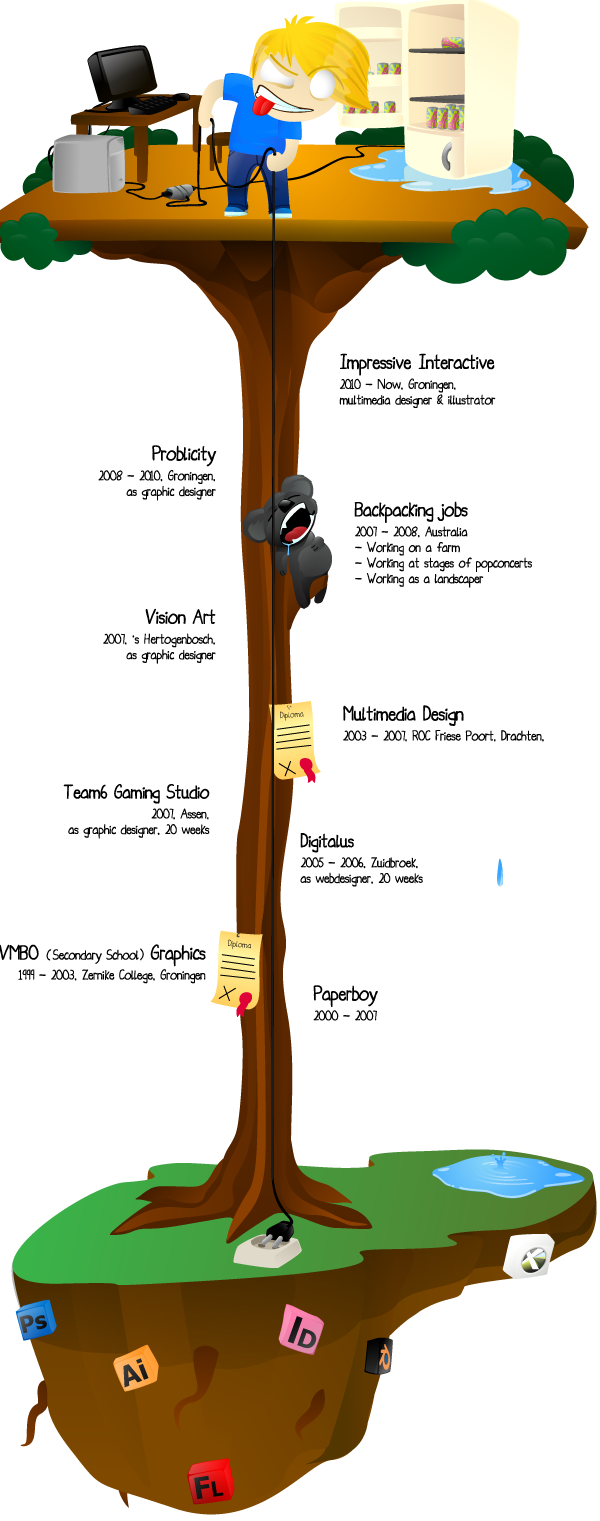 Impressive Interactive
2010 - Now, Groningen,
multimedia designer & illustrator
Problicity
2008 - 2010, Groningen,
as graphic designer
Backpacking jobs
2007 - 2008, Australia
- Working on a farm
- Working at stages of popconcerts
- Working as a landscaper
Vision Art
2007, 's Hertogenbosch,
as graphic designer
Diploma
Multimedia Design
2003 - 2007, ROC Friese Poort, Drachten,
Team6 Gaming Studio
2007, Assen,
as graphic designer, 20 weeks
Digitalus
2005 - 2006, Zuidbroek,
as webdesigner, 20 weeks
VMBO (Secondary School) Graphics
1999 - 2003, Zernike College, Groningen
Diploma
Paperboy
2000 - 2007
Ps
Ai
ID
FL